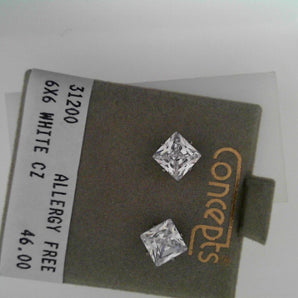 31200 ALLERGY FREE
6X6 WHITE CZ 46.00
Concepts